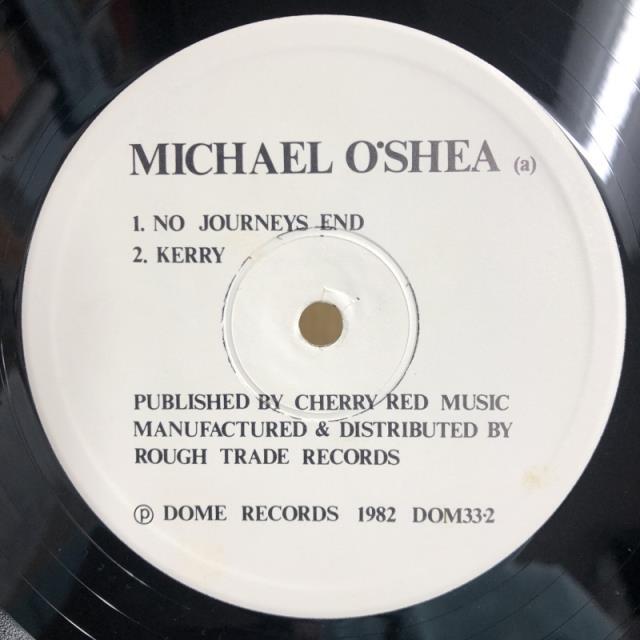 MICHAEL O'SHEA (a)
1. NO JOURNEYS END
2. KERRY
PUBLISHED BY CHERRY RED MUSIC
MANUFACTURED & DISTRIBUTED BY
ROUGH TRADE RECORDS
℗ DOME RECORDS 1982 DOM33·2